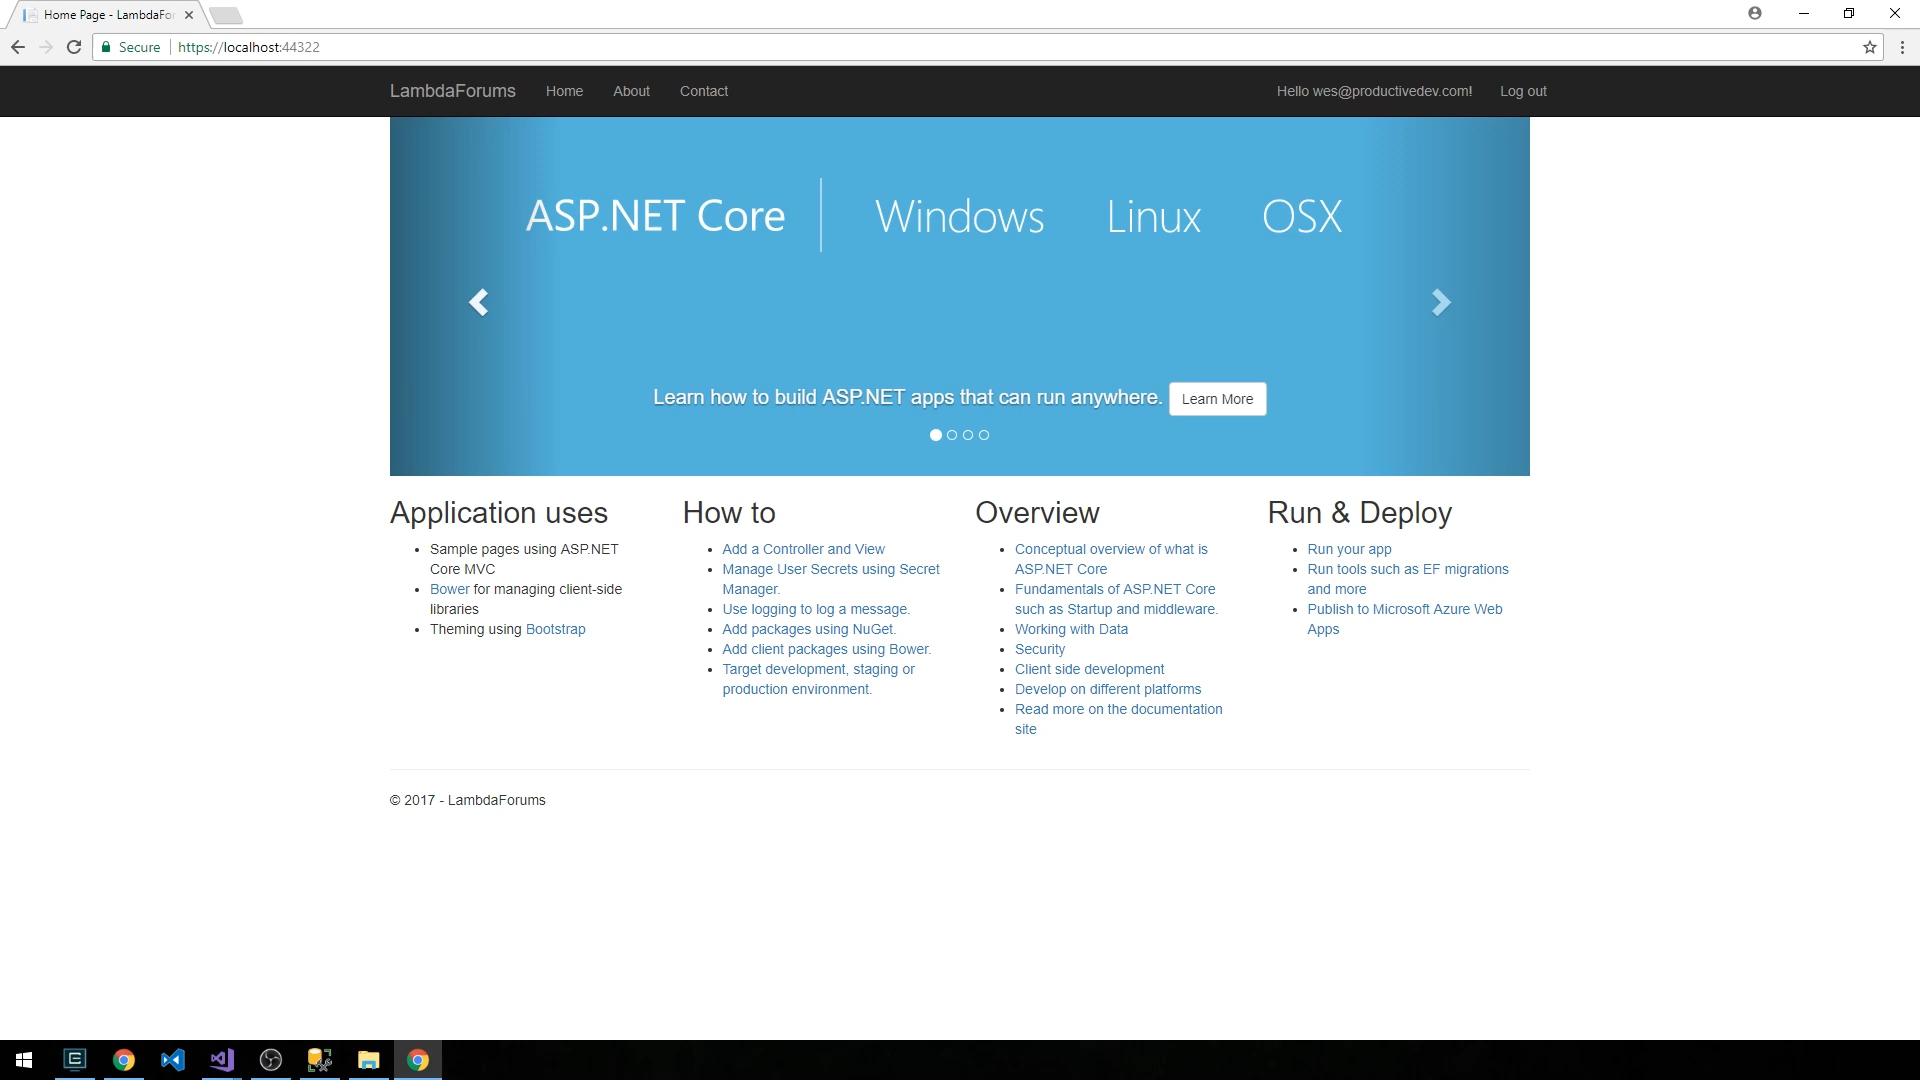 Home Page - LambdaFo
Secure
https://localhost:44322
LambdaForums
Home
About
Contact
Hello wes@productivedev.com!
Log out
ASP.NET Core
Windows
Linux
OSX
Learn how to build ASP.NET apps that can run anywhere.
Learn More
Application uses
Sample pages using ASP.NET
Core MVC
Bower for managing client-side
libraries
Theming using Bootstrap
How to
Add a Controller and View
Manage User Secrets using Secret
Manager.
Use logging to log a message.
Add packages using NuGet.
Add client packages using Bower.
Target development, staging or
production environment.
Overview
Conceptual overview of what is
ASP.NET Core
Fundamentals of ASP.NET Core
such as Startup and middleware.
Working with Data
Security
Client side development
Develop on different platforms
Read more on the documentation
site
Run & Deploy
Run your app
Run tools such as EF migrations
and more
Publish to Microsoft Azure Web
Apps
© 2017 - LambdaForums